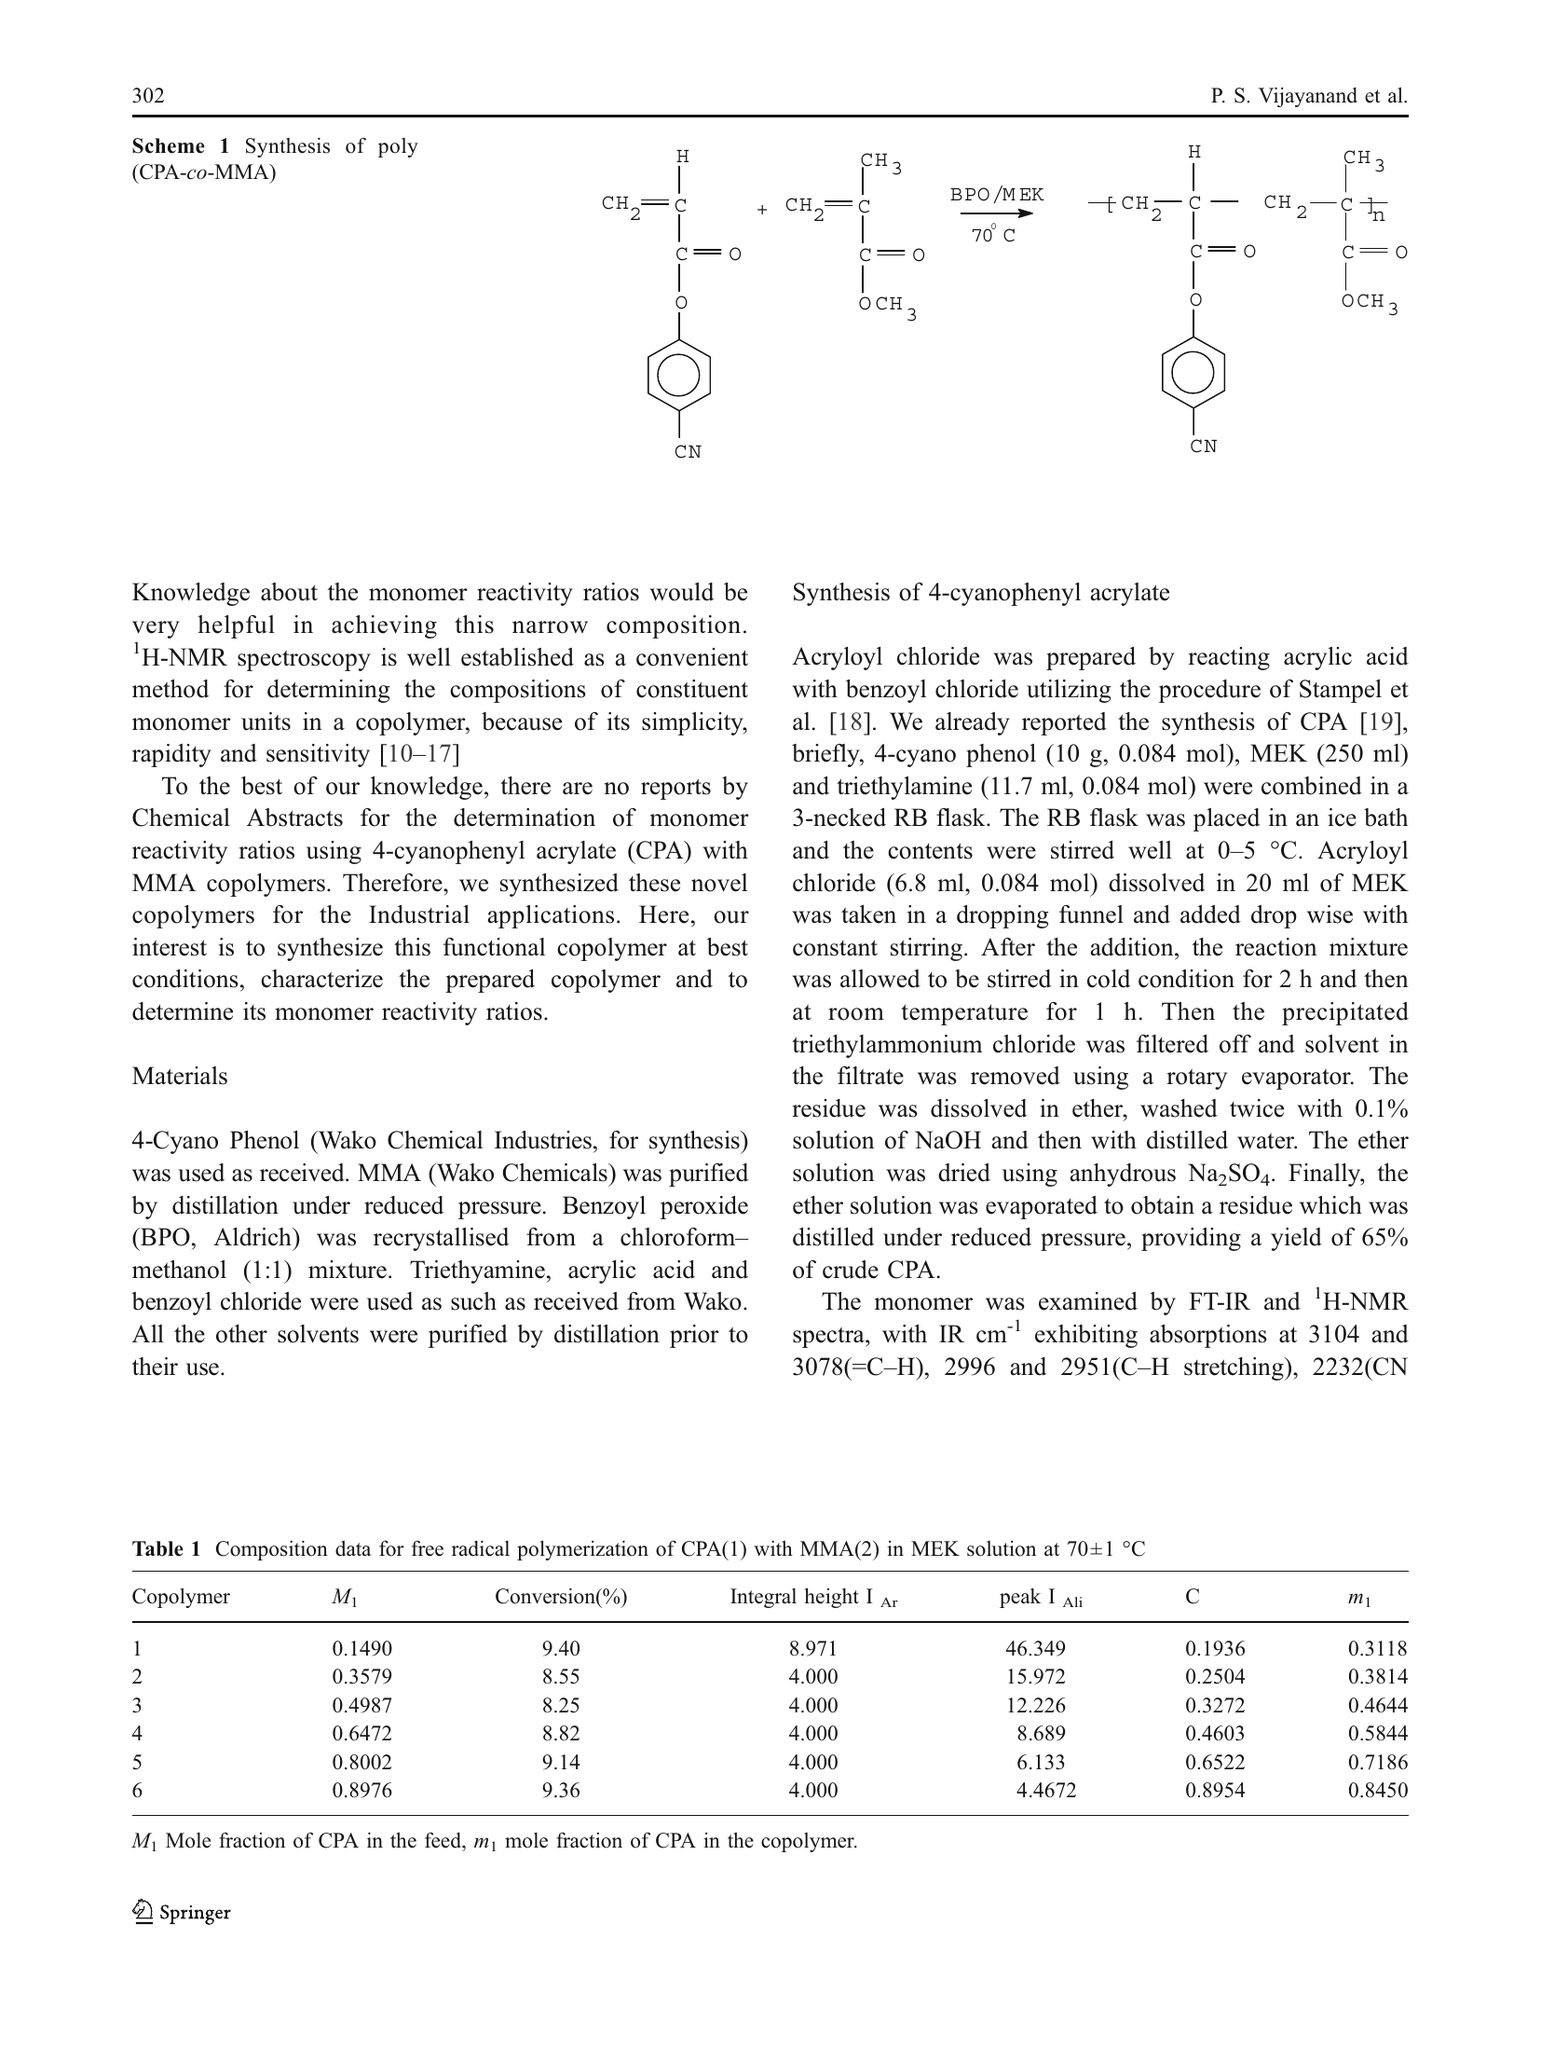 302
P. S. Vijayanand et al.
Scheme 1 Synthesis of poly
(CPA-co-MMA)
H
CH2=C
C=O
O
CN
+
CH3
CH2=C
C=O
OCH3
BPO/MEK
70° C
H
-[CH2-C-
C=O
O
CN
CH3
CH2-C-]n
C=O
OCH3
Knowledge about the monomer reactivity ratios would be
very helpful in achieving this narrow composition.
1H-NMR spectroscopy is well established as a convenient
method for determining the compositions of constituent
monomer units in a copolymer, because of its simplicity,
rapidity and sensitivity [10–17]
To the best of our knowledge, there are no reports by
Chemical Abstracts for the determination of monomer
reactivity ratios using 4-cyanophenyl acrylate (CPA) with
MMA copolymers. Therefore, we synthesized these novel
copolymers for the Industrial applications. Here, our
interest is to synthesize this functional copolymer at best
conditions, characterize the prepared copolymer and to
determine its monomer reactivity ratios.
Materials
4-Cyano Phenol (Wako Chemical Industries, for synthesis)
was used as received. MMA (Wako Chemicals) was purified
by distillation under reduced pressure. Benzoyl peroxide
(BPO, Aldrich) was recrystallised from a chloroform–
methanol (1:1) mixture. Triethyamine, acrylic acid and
benzoyl chloride were used as such as received from Wako.
All the other solvents were purified by distillation prior to
their use.
Synthesis of 4-cyanophenyl acrylate
Acryloyl chloride was prepared by reacting acrylic acid
with benzoyl chloride utilizing the procedure of Stampel et
al. [18]. We already reported the synthesis of CPA [19],
briefly, 4-cyano phenol (10 g, 0.084 mol), MEK (250 ml)
and triethylamine (11.7 ml, 0.084 mol) were combined in a
3-necked RB flask. The RB flask was placed in an ice bath
and the contents were stirred well at 0–5 °C. Acryloyl
chloride (6.8 ml, 0.084 mol) dissolved in 20 ml of MEK
was taken in a dropping funnel and added drop wise with
constant stirring. After the addition, the reaction mixture
was allowed to be stirred in cold condition for 2 h and then
at room temperature for 1 h. Then the precipitated
triethylammonium chloride was filtered off and solvent in
the filtrate was removed using a rotary evaporator. The
residue was dissolved in ether, washed twice with 0.1%
solution of NaOH and then with distilled water. The ether
solution was dried using anhydrous Na2SO4. Finally, the
ether solution was evaporated to obtain a residue which was
distilled under reduced pressure, providing a yield of 65%
of crude CPA.
The monomer was examined by FT-IR and 1H-NMR
spectra, with IR cm-1 exhibiting absorptions at 3104 and
3078(=C–H), 2996 and 2951(C–H stretching), 2232(CN
Table 1 Composition data for free radical polymerization of CPA(1) with MMA(2) in MEK solution at 70±1 °C
Copolymer M1 Conversion(%) Integral height I Ar peak I Ali C m1
1 0.1490 9.40 8.971 46.349 0.1936 0.3118
2 0.3579 8.55 4.000 15.972 0.2504 0.3814
3 0.4987 8.25 4.000 12.226 0.3272 0.4644
4 0.6472 8.82 4.000 8.689 0.4603 0.5844
5 0.8002 9.14 4.000 6.133 0.6522 0.7186
6 0.8976 9.36 4.000 4.4672 0.8954 0.8450
M1 Mole fraction of CPA in the feed, m1 mole fraction of CPA in the copolymer.
Springer